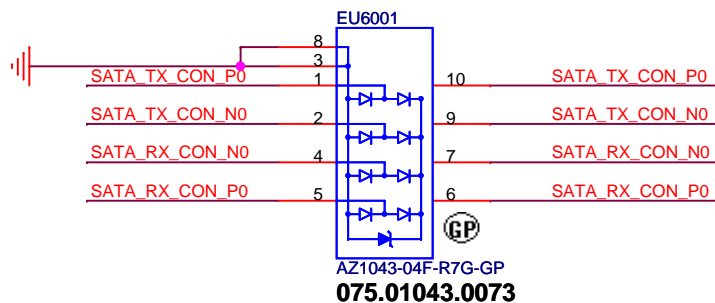 EU6001
8
3
SATA_TX_CON_P0 1 10 SATA_TX_CON_P0
SATA_TX_CON_N0 2 9 SATA_TX_CON_N0
SATA_RX_CON_N0 4 7 SATA_RX_CON_N0
SATA_RX_CON_P0 5 6 SATA_RX_CON_P0
GP
AZ1043-04F-R7G-GP
075.01043.0073